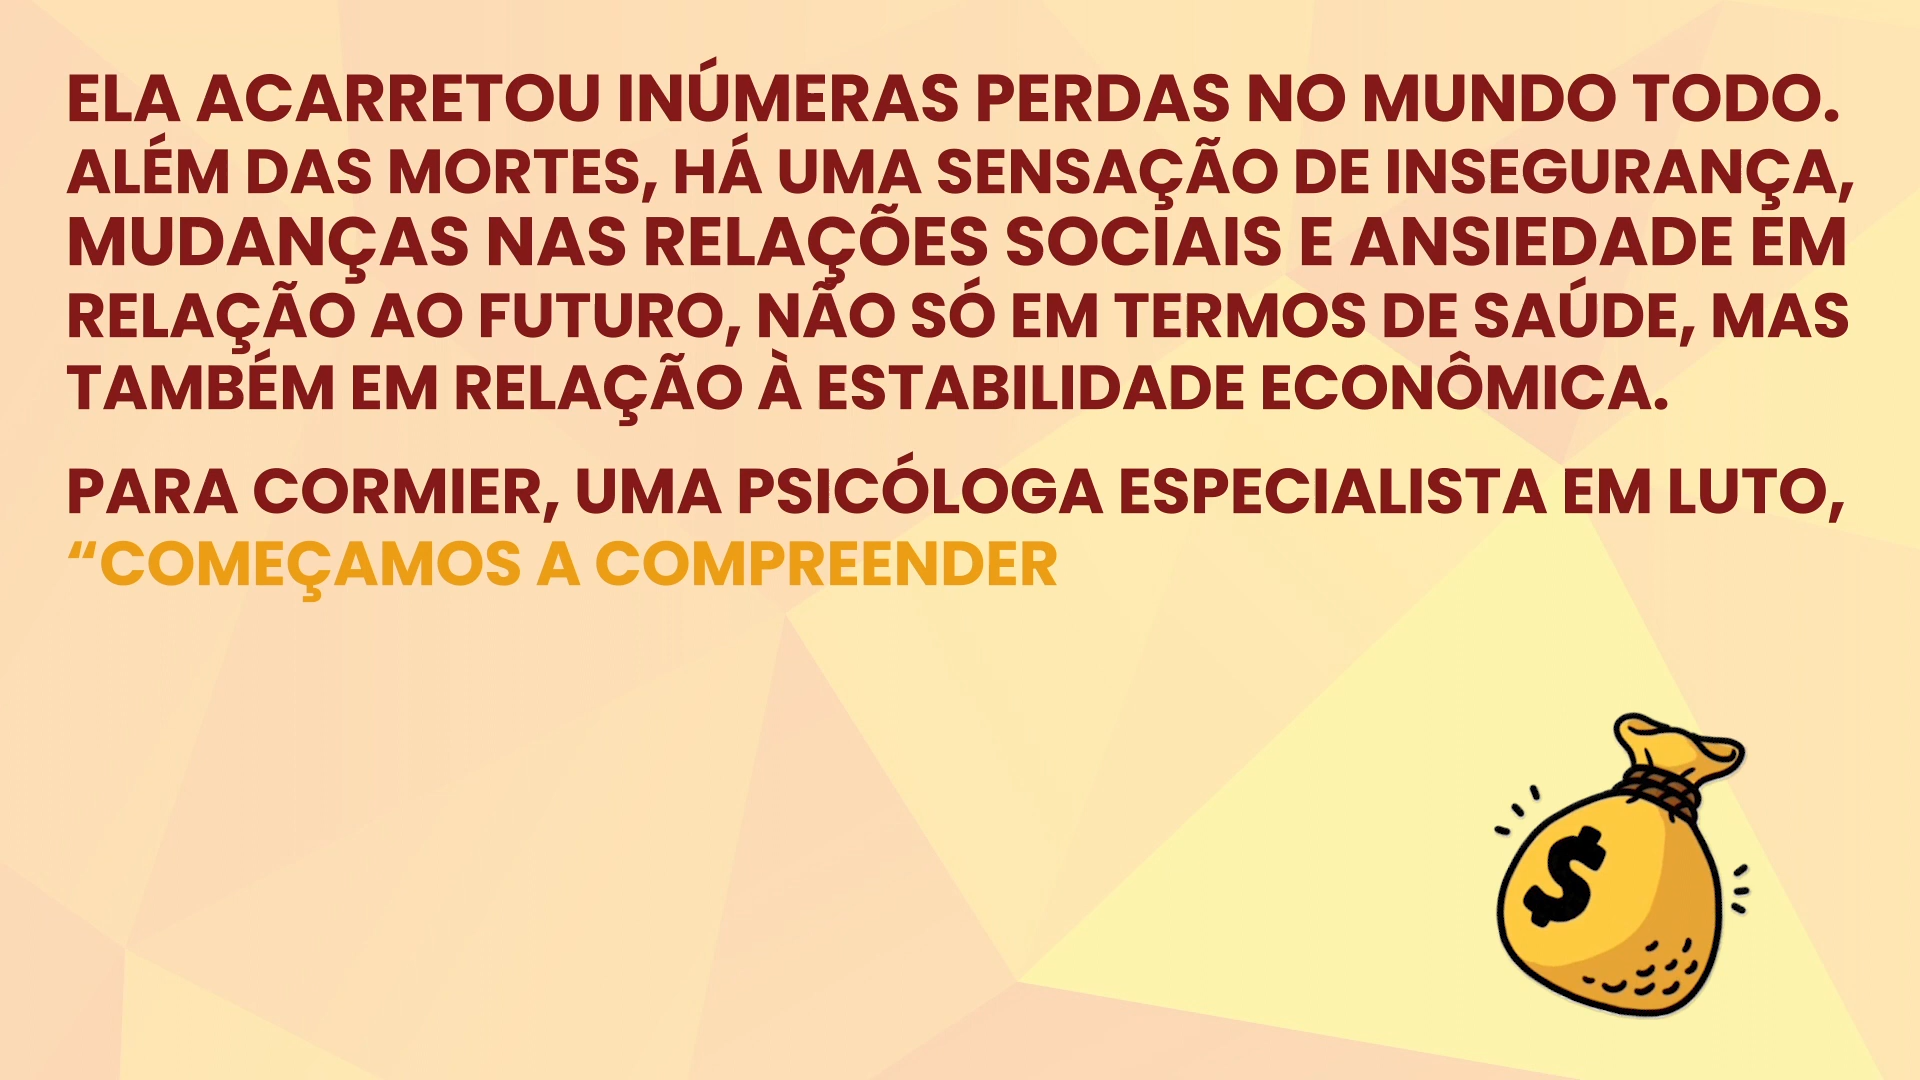 ELA ACARRETOU INÚMERAS PERDAS NO MUNDO TODO.
ALÉM DAS MORTES, HÁ UMA SENSAÇÃO DE INSEGURANÇA,
MUDANÇAS NAS RELAÇÕES SOCIAIS E ANSIEDADE EM
RELAÇÃO AO FUTURO, NÃO SÓ EM TERMOS DE SAÚDE, MAS
TAMBÉM EM RELAÇÃO À ESTABILIDADE ECONÔMICA.
PARA CORMIER, UMA PSICÓLOGA ESPECIALISTA EM LUTO,
“COMEÇAMOS A COMPREENDER
$